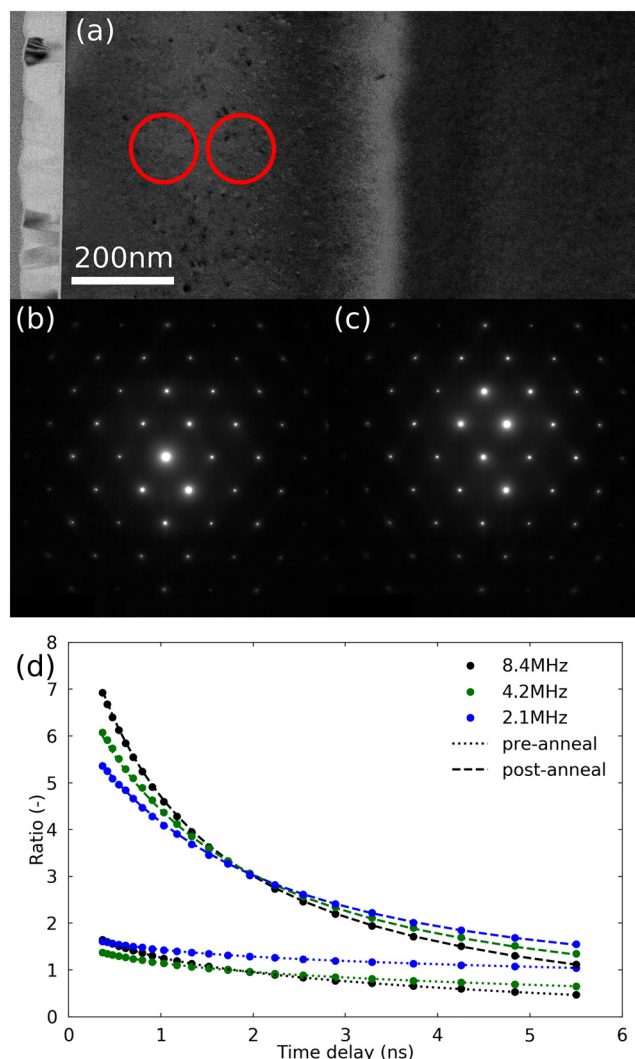 (a)
200nm
(b)
(c)
(d)
8.4MHz
4.2MHz
2.1MHz
pre-anneal
post-anneal
8
7
6
5
4
3
2
1
0
Ratio (-)
0 1 2 3 4 5 6
Time delay (ns)